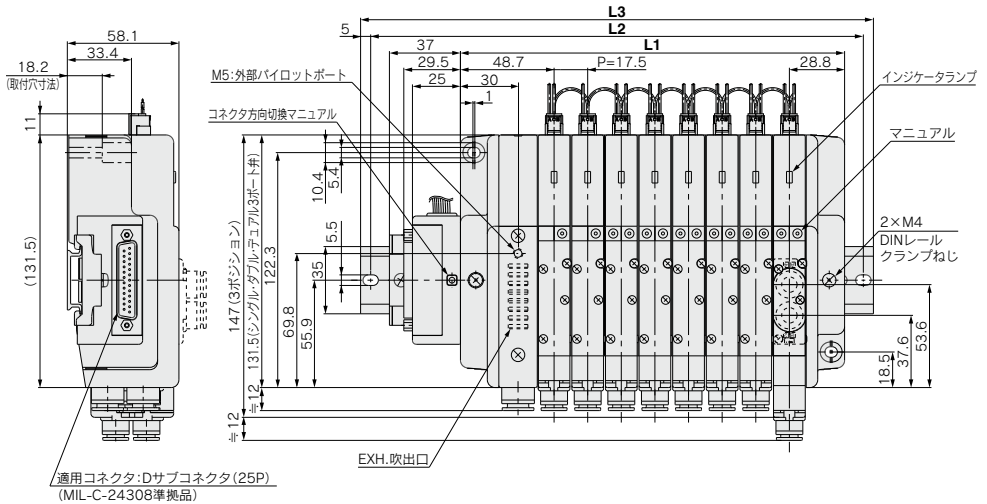 L3
L2
L1
5
37
29.5
25
48.7
30
1
P=17.5
28.8
58.1
33.4
18.2
(取付穴寸法)
11
(131.5)
M5:外部パイロットポート
コネクタ方向切換マニュアル
インジケータランプ
マニュアル
2×M4
DINレール
クランプねじ
10.4
5.4
5.5
35
122.3
69.8
55.9
147(3ポジション)
131.5(シングル・ダブル・デュアル3ポート弁)
≒12
≒12
18.5
37.6
53.6
EXH.吹出口
適用コネクタ:Dサブコネクタ(25P)
(MIL-C-24308準拠品)